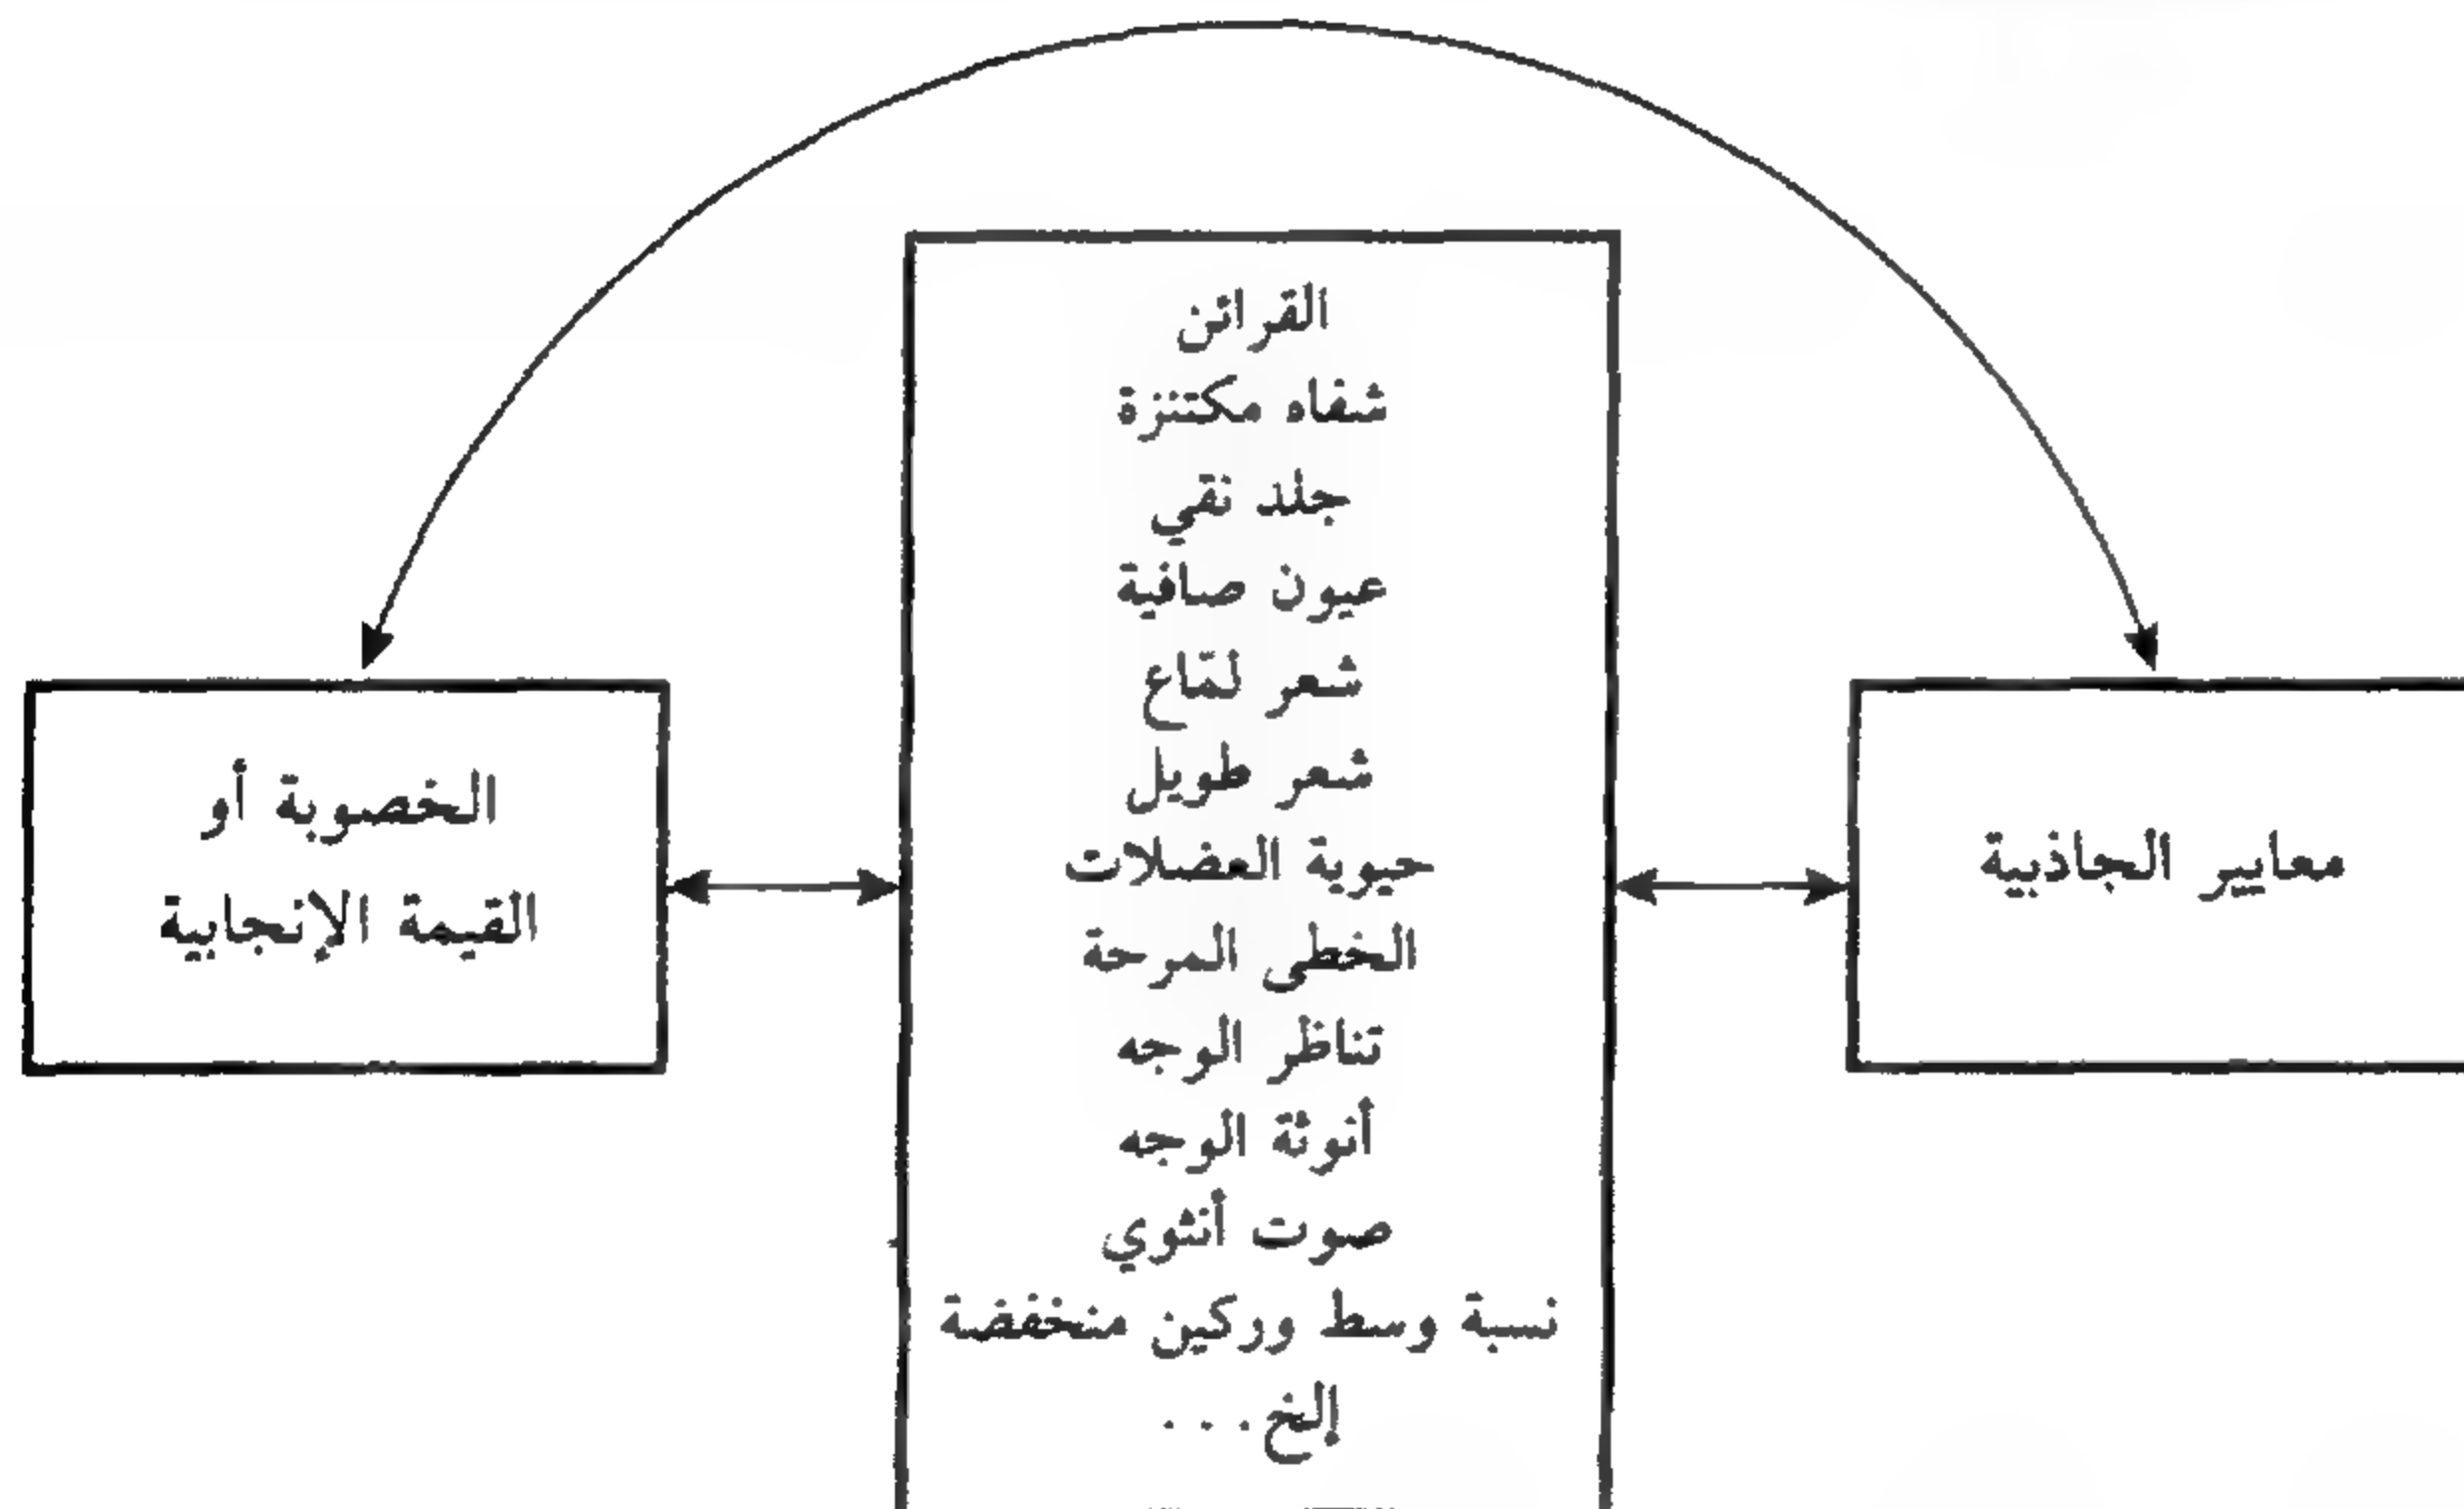 القرائن
شفاه مكتنزة
جلد نقي
عيون صافية
شعر لمّاع
شعر طويل
حيوية العضلات
الخطى المرحة
تناظر الوجه
أنوثة الوجه
صوت أنثوي
نسبة وسط وركين منخفضة
إلخ...
معايير الجاذبية
الخصوبة أو
القيمة الإنجابية